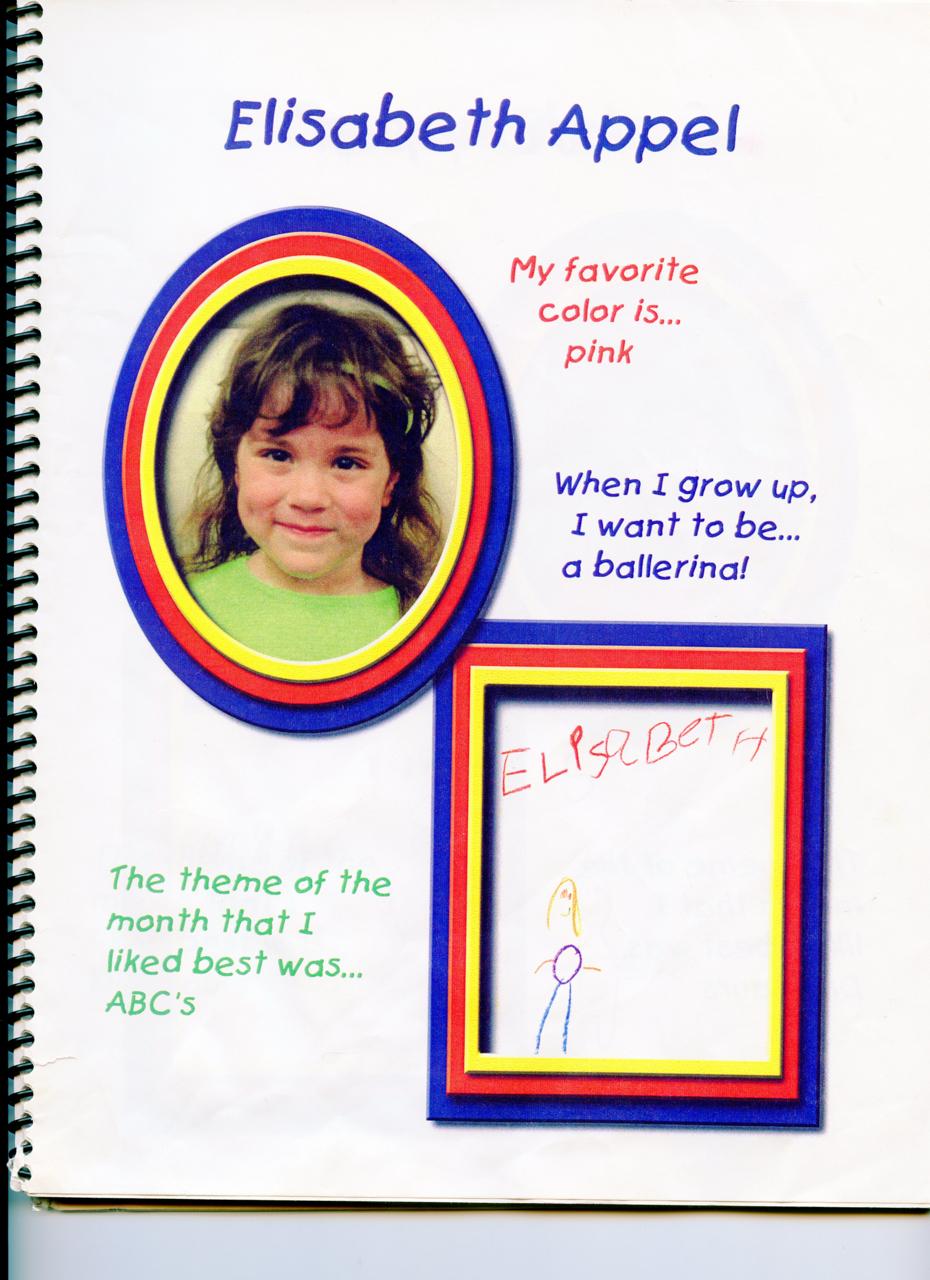 Elisabeth Appel
My favorite
color is...
pink
When I grow up,
I want to be...
a ballerina!
ELiSaBeTH
The theme of the
month that I
liked best was...
ABC's